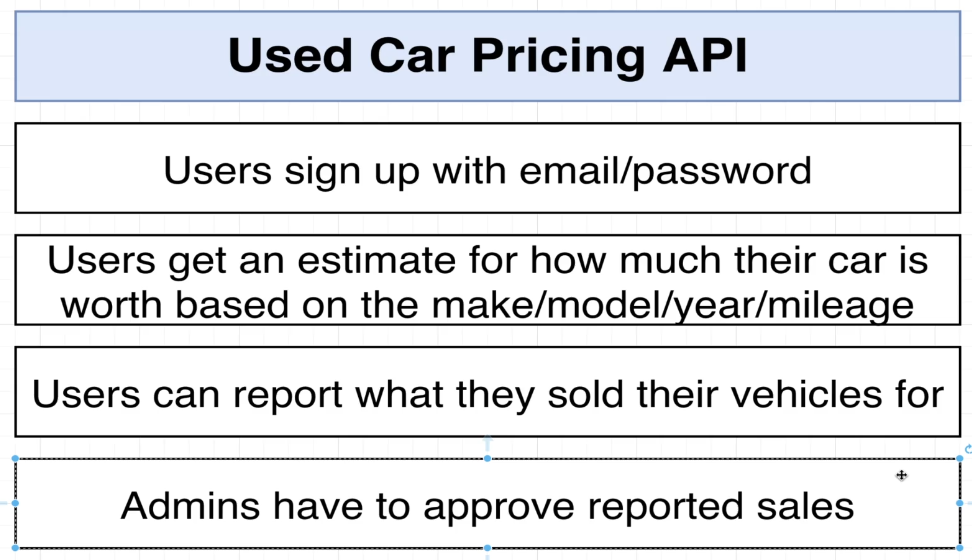 Used Car Pricing API
Users sign up with email/password
Users get an estimate for how much their car is
worth based on the make/model/year/mileage
Users can report what they sold their vehicles for
Admins have to approve reported sales